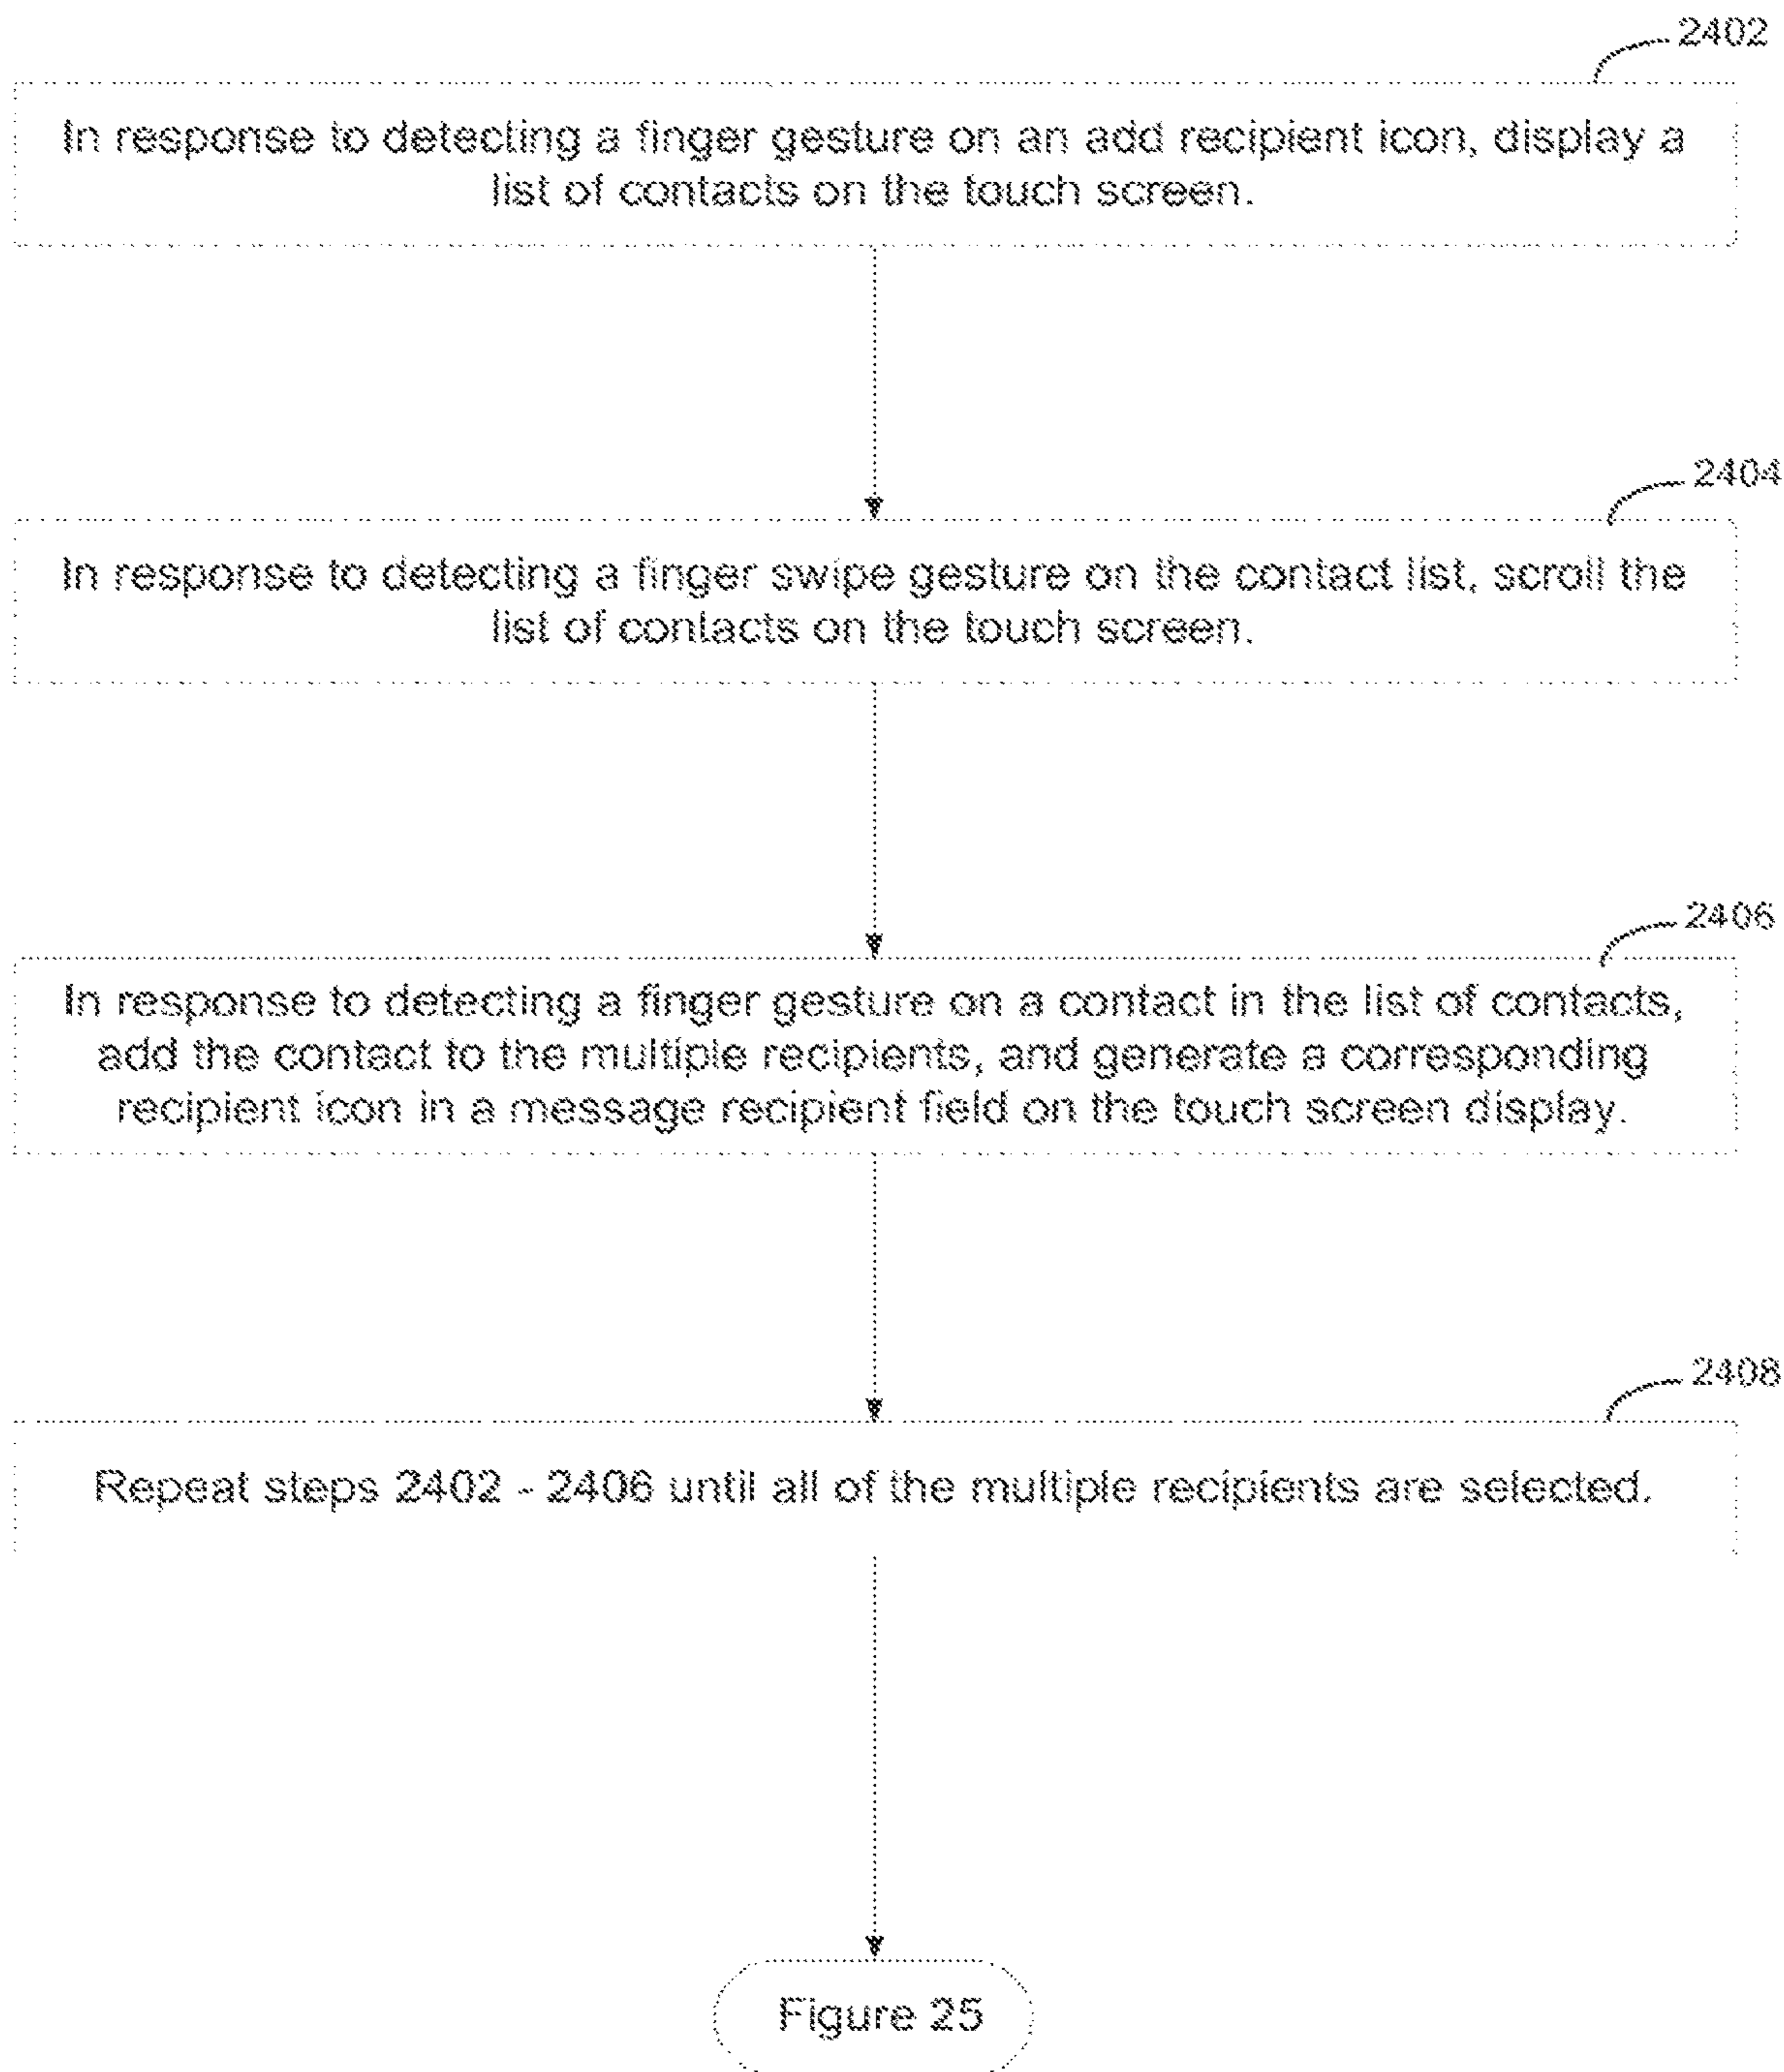 2402
In response to detecting a finger gesture on an add recipient icon, display a
list of contacts on the touch screen.
2404
In response to detecting a finger swipe gesture on the contact list, scroll the
list of contacts on the touch screen.
2406
In response to detecting a finger gesture on a contact in the list of contacts,
add the contact to the multiple recipients, and generate a corresponding
recipient icon in a message recipient field on the touch screen display.
2408
Repeat steps 2402 - 2406 until all of the multiple recipients are selected.
Figure 25